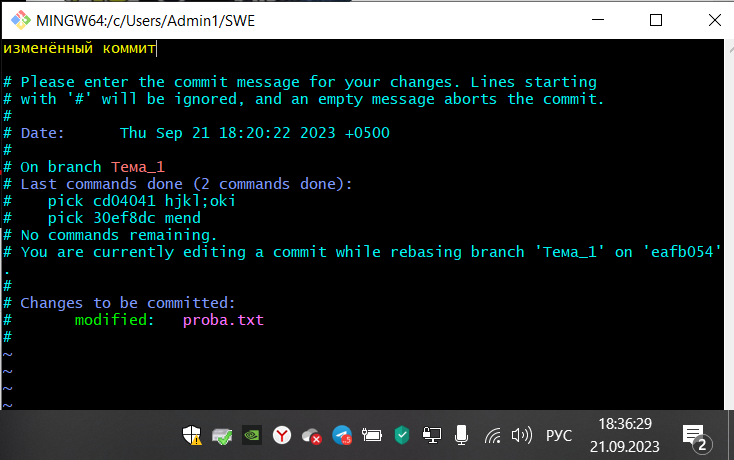 MINGW64:/c/Users/Admin1/SWE
изменённый коммит
# Please enter the commit message for your changes. Lines starting
# with '#' will be ignored, and an empty message aborts the commit.
#
# Date:      Thu Sep 21 18:20:22 2023 +0500
#
# On branch Тема_1
# Last commands done (2 commands done):
#    pick cd04041 hjkl;oki
#    pick 30ef8dc mend
# No commands remaining.
# You are currently editing a commit while rebasing branch 'Тема_1' on 'eafb054'
.
#
# Changes to be committed:
#       modified:   proba.txt
#
~
~
~
~
РУС
18:36:29
21.09.2023
2